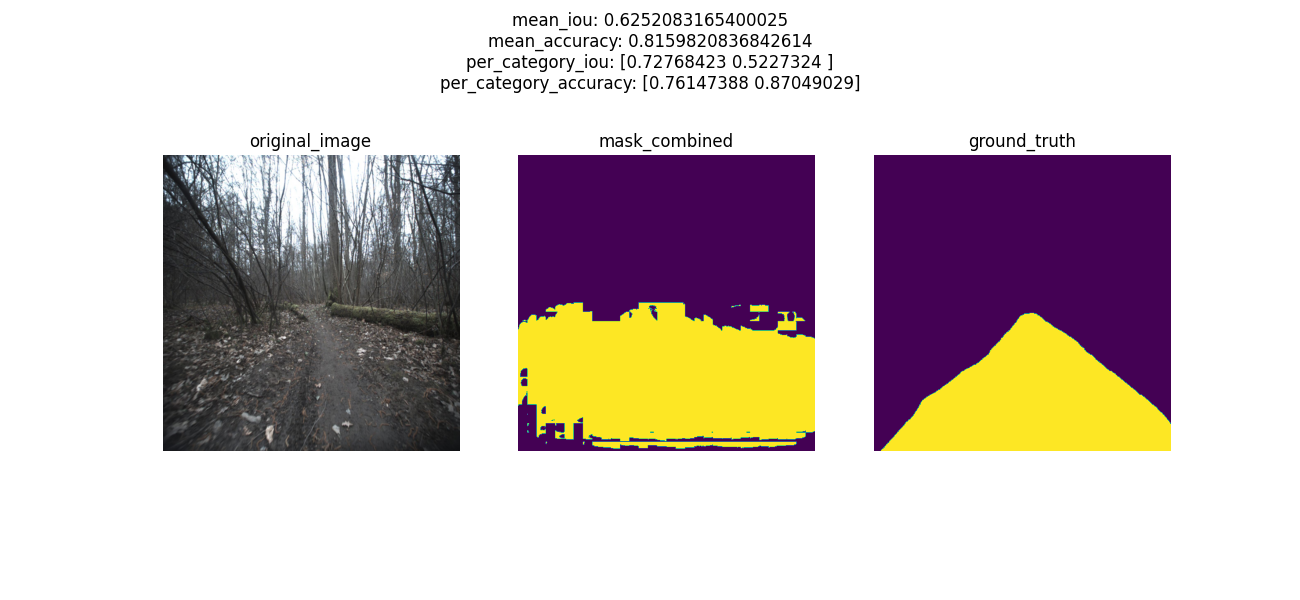 mean_iou: 0.6252083165400025
mean_accuracy: 0.8159820836842614
per_category_iou: [0.72768423 0.5227324 ]
per_category_accuracy: [0.76147388 0.87049029]
original_image
mask_combined
ground_truth